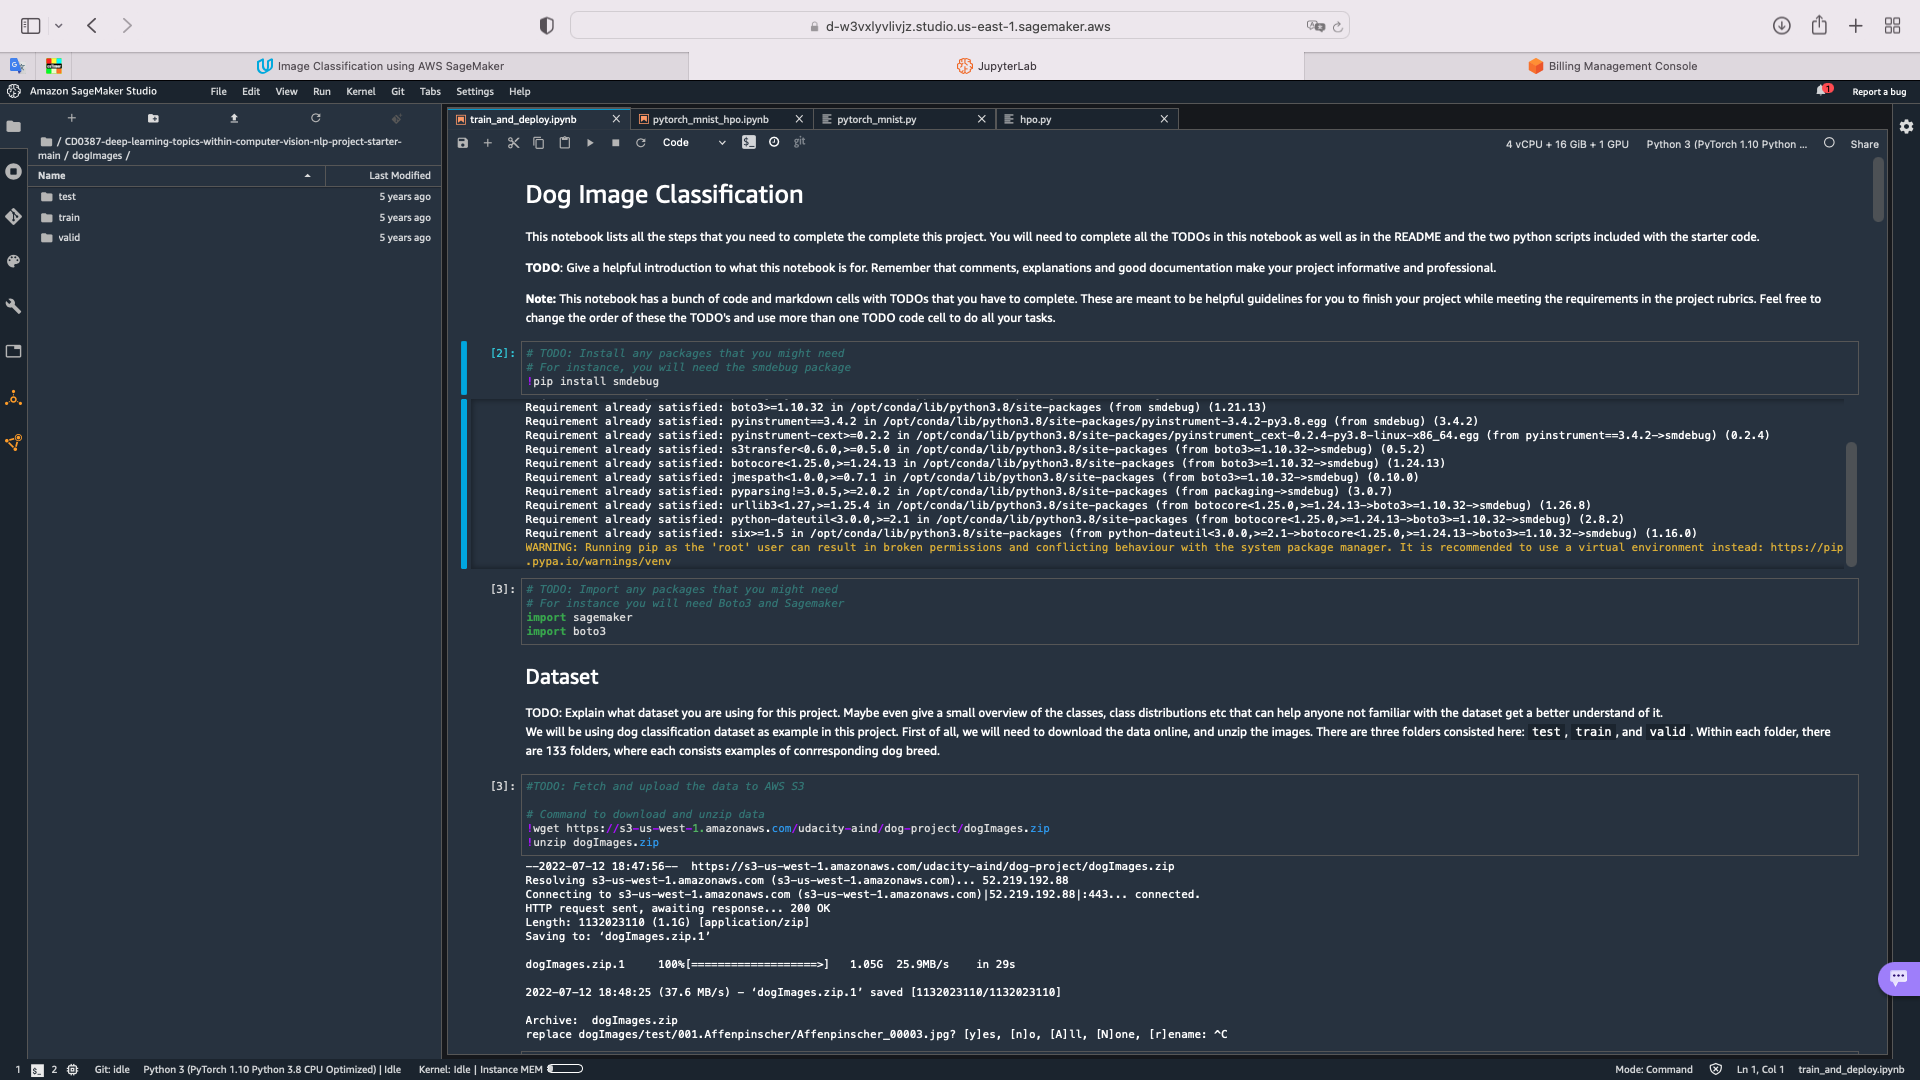 d-w3vxlyvlivjz.studio.us-east-1.sagemaker.aws
Image Classification using AWS SageMaker
JupyterLab
Billing Management Console
Amazon SageMaker Studio
File Edit View Run Kernel Git Tabs Settings Help
1
Report a bug
train_and_deploy.ipynb
pytorch_mnist_hpo.ipynb
pytorch_mnist.py
hpo.py
/ CD0387-deep-learning-topics-within-computer-vision-nlp-project-starter-
main / dogImages /
Name Last Modified
test 5 years ago
train 5 years ago
valid 5 years ago
Code
git
4 vCPU + 16 GiB + 1 GPU
Python 3 (PyTorch 1.10 Python ...
Share
Dog Image Classification
This notebook lists all the steps that you need to complete the complete this project. You will need to complete all the TODOs in this notebook as well as in the README and the two python scripts included with the starter code.
TODO: Give a helpful introduction to what this notebook is for. Remember that comments, explanations and good documentation make your project informative and professional.
Note: This notebook has a bunch of code and markdown cells with TODOs that you have to complete. These are meant to be helpful guidelines for you to finish your project while meeting the requirements in the project rubrics. Feel free to
change the order of these the TODO's and use more than one TODO code cell to do all your tasks.
[2]: # TODO: Install any packages that you might need
# For instance, you will need the smdebug package
!pip install smdebug
Requirement already satisfied: boto3>=1.10.32 in /opt/conda/lib/python3.8/site-packages (from smdebug) (1.21.13)
Requirement already satisfied: pyinstrument==3.4.2 in /opt/conda/lib/python3.8/site-packages/pyinstrument-3.4.2-py3.8.egg (from smdebug) (3.4.2)
Requirement already satisfied: pyinstrument-cext>=0.2.2 in /opt/conda/lib/python3.8/site-packages/pyinstrument_cext-0.2.4-py3.8-linux-x86_64.egg (from pyinstrument==3.4.2->smdebug) (0.2.4)
Requirement already satisfied: s3transfer<0.6.0,>=0.5.0 in /opt/conda/lib/python3.8/site-packages (from boto3>=1.10.32->smdebug) (0.5.2)
Requirement already satisfied: botocore<1.25.0,>=1.24.13 in /opt/conda/lib/python3.8/site-packages (from boto3>=1.10.32->smdebug) (1.24.13)
Requirement already satisfied: jmespath<1.0.0,>=0.7.1 in /opt/conda/lib/python3.8/site-packages (from boto3>=1.10.32->smdebug) (0.10.0)
Requirement already satisfied: pyparsing!=3.0.5,>=2.0.2 in /opt/conda/lib/python3.8/site-packages (from packaging->smdebug) (3.0.7)
Requirement already satisfied: urllib3<1.27,>=1.25.4 in /opt/conda/lib/python3.8/site-packages (from botocore<1.25.0,>=1.24.13->boto3>=1.10.32->smdebug) (1.26.8)
Requirement already satisfied: python-dateutil<3.0.0,>=2.1 in /opt/conda/lib/python3.8/site-packages (from botocore<1.25.0,>=1.24.13->boto3>=1.10.32->smdebug) (2.8.2)
Requirement already satisfied: six>=1.5 in /opt/conda/lib/python3.8/site-packages (from python-dateutil<3.0.0,>=2.1->botocore<1.25.0,>=1.24.13->boto3>=1.10.32->smdebug) (1.16.0)
WARNING: Running pip as the 'root' user can result in broken permissions and conflicting behaviour with the system package manager. It is recommended to use a virtual environment instead: https://pip
.pypa.io/warnings/venv
[3]: # TODO: Import any packages that you might need
# For instance you will need Boto3 and Sagemaker
import sagemaker
import boto3
Dataset
TODO: Explain what dataset you are using for this project. Maybe even give a small overview of the classes, class distributions etc that can help anyone not familiar with the dataset get a better understand of it.
We will be using dog classification dataset as example in this project. First of all, we will need to download the data online, and unzip the images. There are three folders consisted here: test, train, and valid. Within each folder, there
are 133 folders, where each consists examples of conrresponding dog breed.
[3]: #TODO: Fetch and upload the data to AWS S3
# Command to download and unzip data
!wget https://s3-us-west-1.amazonaws.com/udacity-aind/dog-project/dogImages.zip
!unzip dogImages.zip
--2022-07-12 18:47:56-- https://s3-us-west-1.amazonaws.com/udacity-aind/dog-project/dogImages.zip
Resolving s3-us-west-1.amazonaws.com (s3-us-west-1.amazonaws.com)... 52.219.192.88
Connecting to s3-us-west-1.amazonaws.com (s3-us-west-1.amazonaws.com)|52.219.192.88|:443... connected.
HTTP request sent, awaiting response... 200 OK
Length: 1132023110 (1.1G) [application/zip]
Saving to: ‘dogImages.zip.1’
dogImages.zip.1 100%[===================>] 1.05G 25.9MB/s in 29s
2022-07-12 18:48:25 (37.6 MB/s) - ‘dogImages.zip.1’ saved [1132023110/1132023110]
Archive: dogImages.zip
replace dogImages/test/001.Affenpinscher/Affenpinscher_00003.jpg? [y]es, [n]o, [A]ll, [N]one, [r]ename: ^C
1 2 Git: idle Python 3 (PyTorch 1.10 Python 3.8 CPU Optimized) | Idle Kernel: Idle | Instance MEM
Mode: Command Ln 1, Col 1 train_and_deploy.ipynb